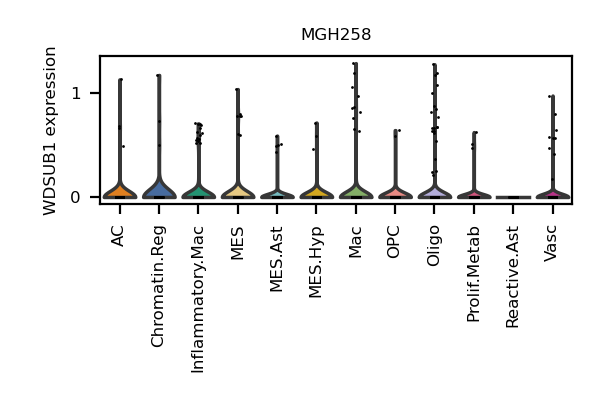 MGH258
WDSUB1 expression
1
0
AC
Chromatin.Reg
Inflammatory.Mac
MES
MES.Ast
MES.Hyp
Mac
OPC
Oligo
Prolif.Metab
Reactive.Ast
Vasc